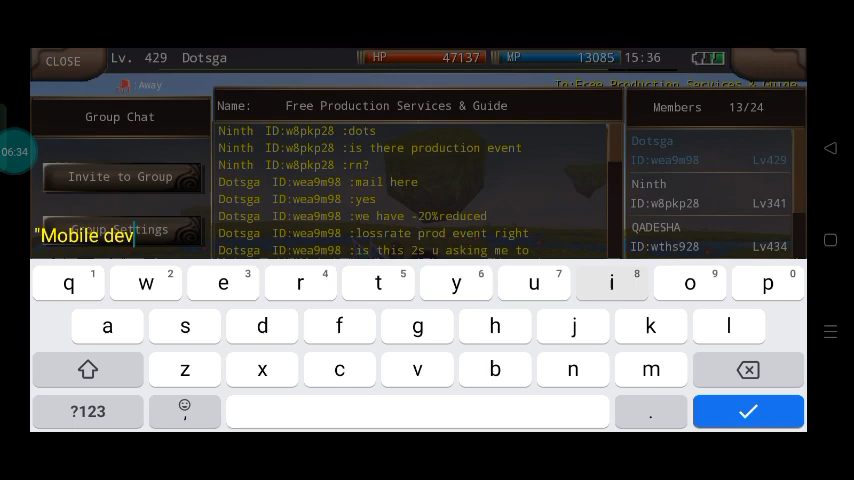 CLOSE Lv. 429 Dotsga HP 47137 MP 13085 15:36
:Away
In:Free Production Services & Guide
Group Chat
Invite to Group
Group Settings
"Mobile dev
06:34
Name: Free Production Services & Guide
Ninth ID:w8pkp28 :dots
Ninth ID:w8pkp28 :is there production event
Ninth ID:w8pkp28 :rn?
Dotsga ID:wea9m98 :mail here
Dotsga ID:wea9m98 :yes
Dotsga ID:wea9m98 :we have -20%reduced
Dotsga ID:wea9m98 :lossrate prod event right
Dotsga ID:wea9m98 :is this 2s u asking me to
Members 13/24
Dotsga
ID:wea9m98 Lv429
Ninth
ID:w8pkp28 Lv341
QADESHA
ID:wths928 Lv434
q 1 w 2 e 3 r 4 t 5 y 6 u 7 i 8 o 9 p 0
a s d f g h j k l
z x c v b n m
?123 , .